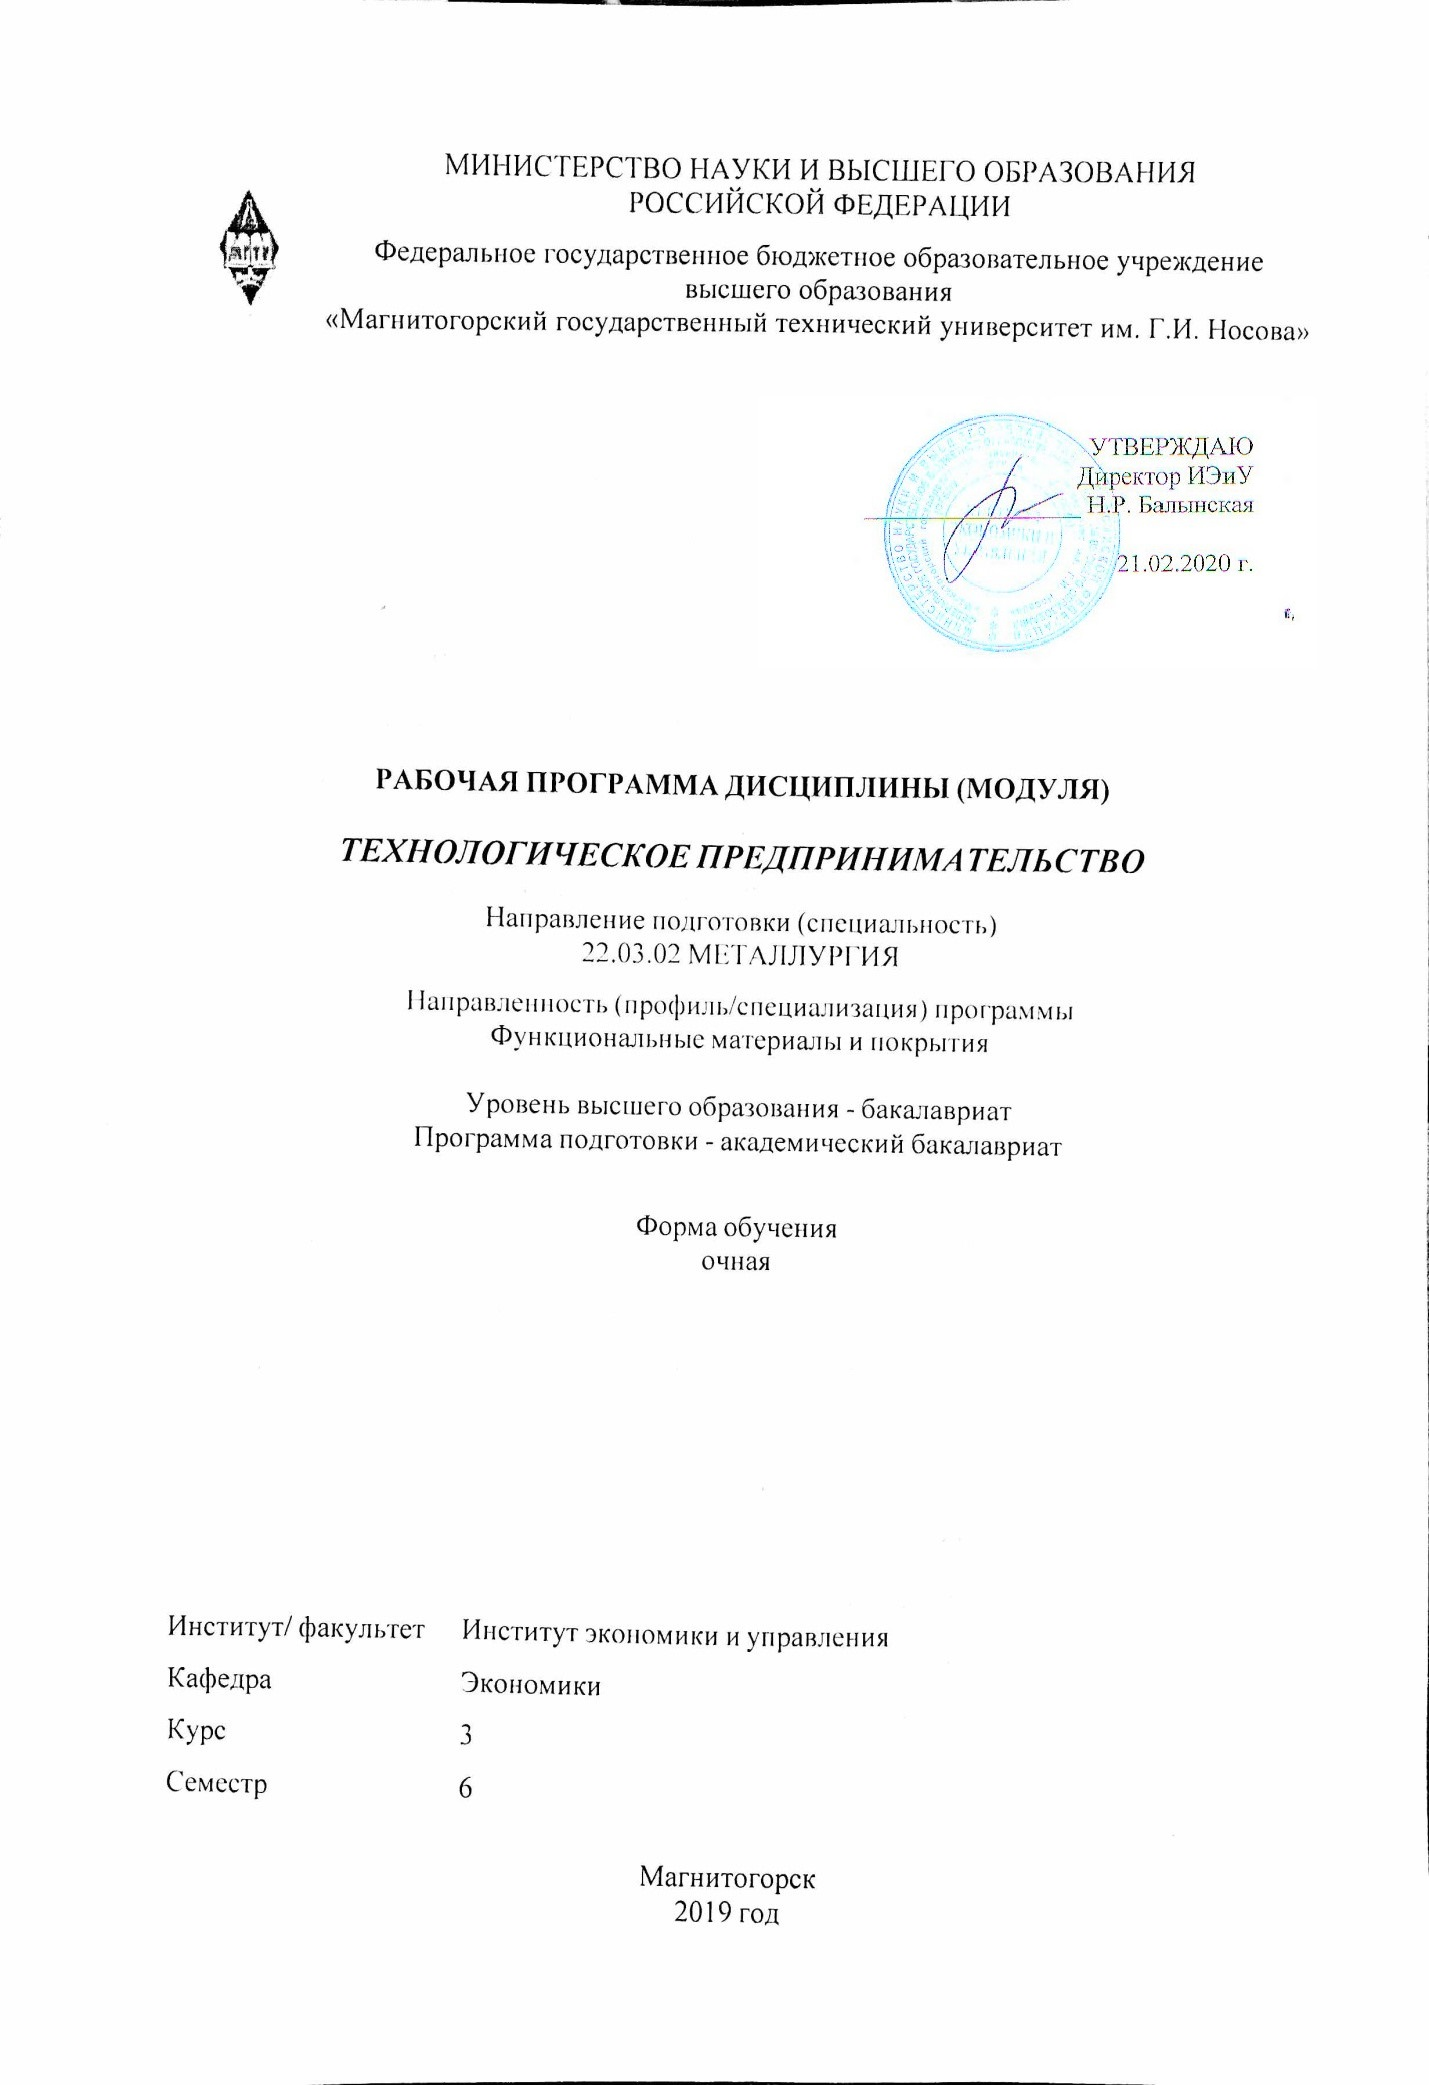 МИНИСТЕРСТВО НАУКИ И ВЫСШЕГО ОБРАЗОВАНИЯ
РОССИЙСКОЙ ФЕДЕРАЦИИ
Федеральное государственное бюджетное образовательное учреждение
высшего образования
«Магнитогорский государственный технический университет им. Г.И. Носова»
УТВЕРЖДАЮ
Директор ИЭиУ
Н.Р. Балынская
21.02.2020 г.
РАБОЧАЯ ПРОГРАММА ДИСЦИПЛИНЫ (МОДУЛЯ)
ТЕХНОЛОГИЧЕСКОЕ ПРЕДПРИНИМАТЕЛЬСТВО
Направление подготовки (специальность)
22.03.02 МЕТАЛЛУРГИЯ
Направленность (профиль/специализация) программы
Функциональные материалы и покрытия
Уровень высшего образования - бакалавриат
Программа подготовки - академический бакалавриат
Форма обучения
очная
Институт/ факультет Институт экономики и управления
Кафедра Экономики
Курс 3
Семестр 6
Магнитогорск
2019 год